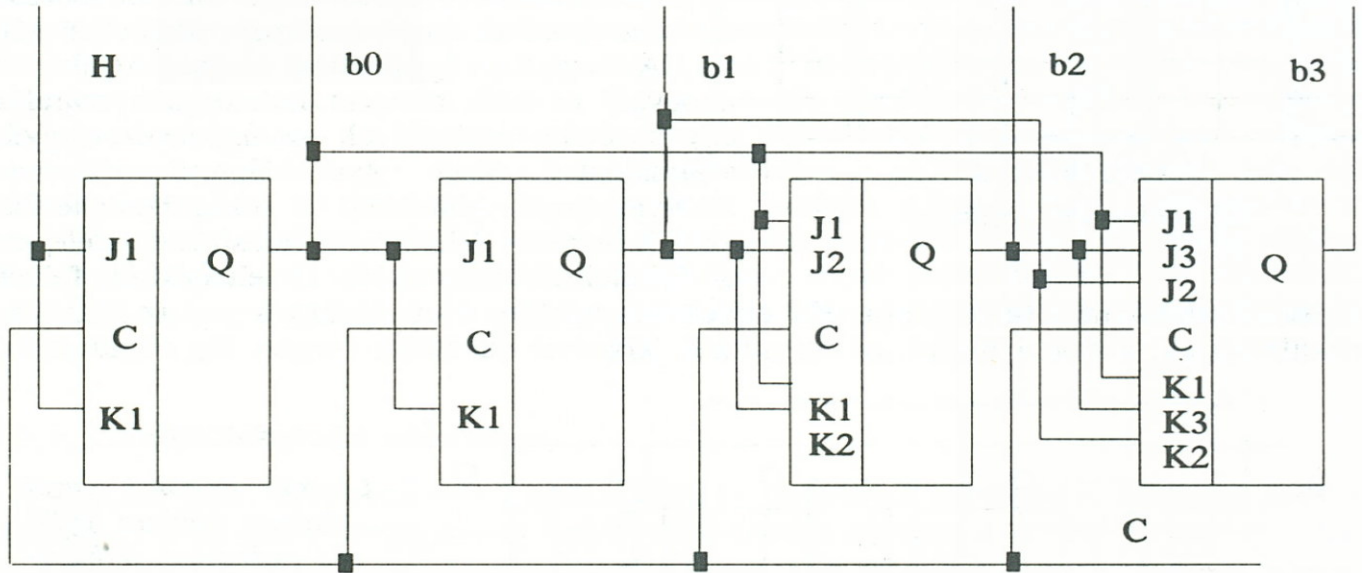 H b0 b1 b2 b3
J1 Q C K1
J1 Q C K1
J1 J2 Q C K1 K2
J1 J3 J2 Q C K1 K3 K2
C